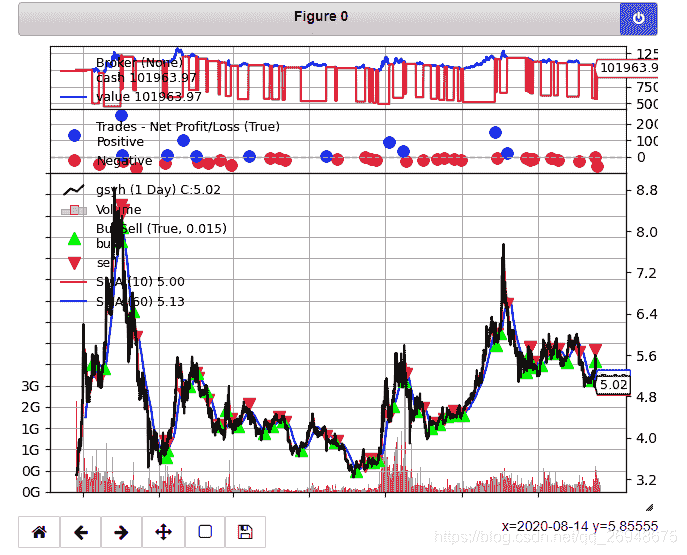 Figure 0
Broker (None)
cash 101963.97
value 101963.97
101963.9
750
500
Trades - Net Profit/Loss (True)
Positive
Negative
200
100
0
gsyh (1 Day) C:5.02
Volume
Buy
Sell (True, 0.015)
buy
sell
SMA (10) 5.00
SMA (60) 5.13
8.8
8.0
7.2
6.4
5.6
5.02
4.8
4.0
3.2
3G
2G
1G
1G
0G
0G
x=2020-08-14 y=5.85555
https://blog.csdn.net/qq_26948675